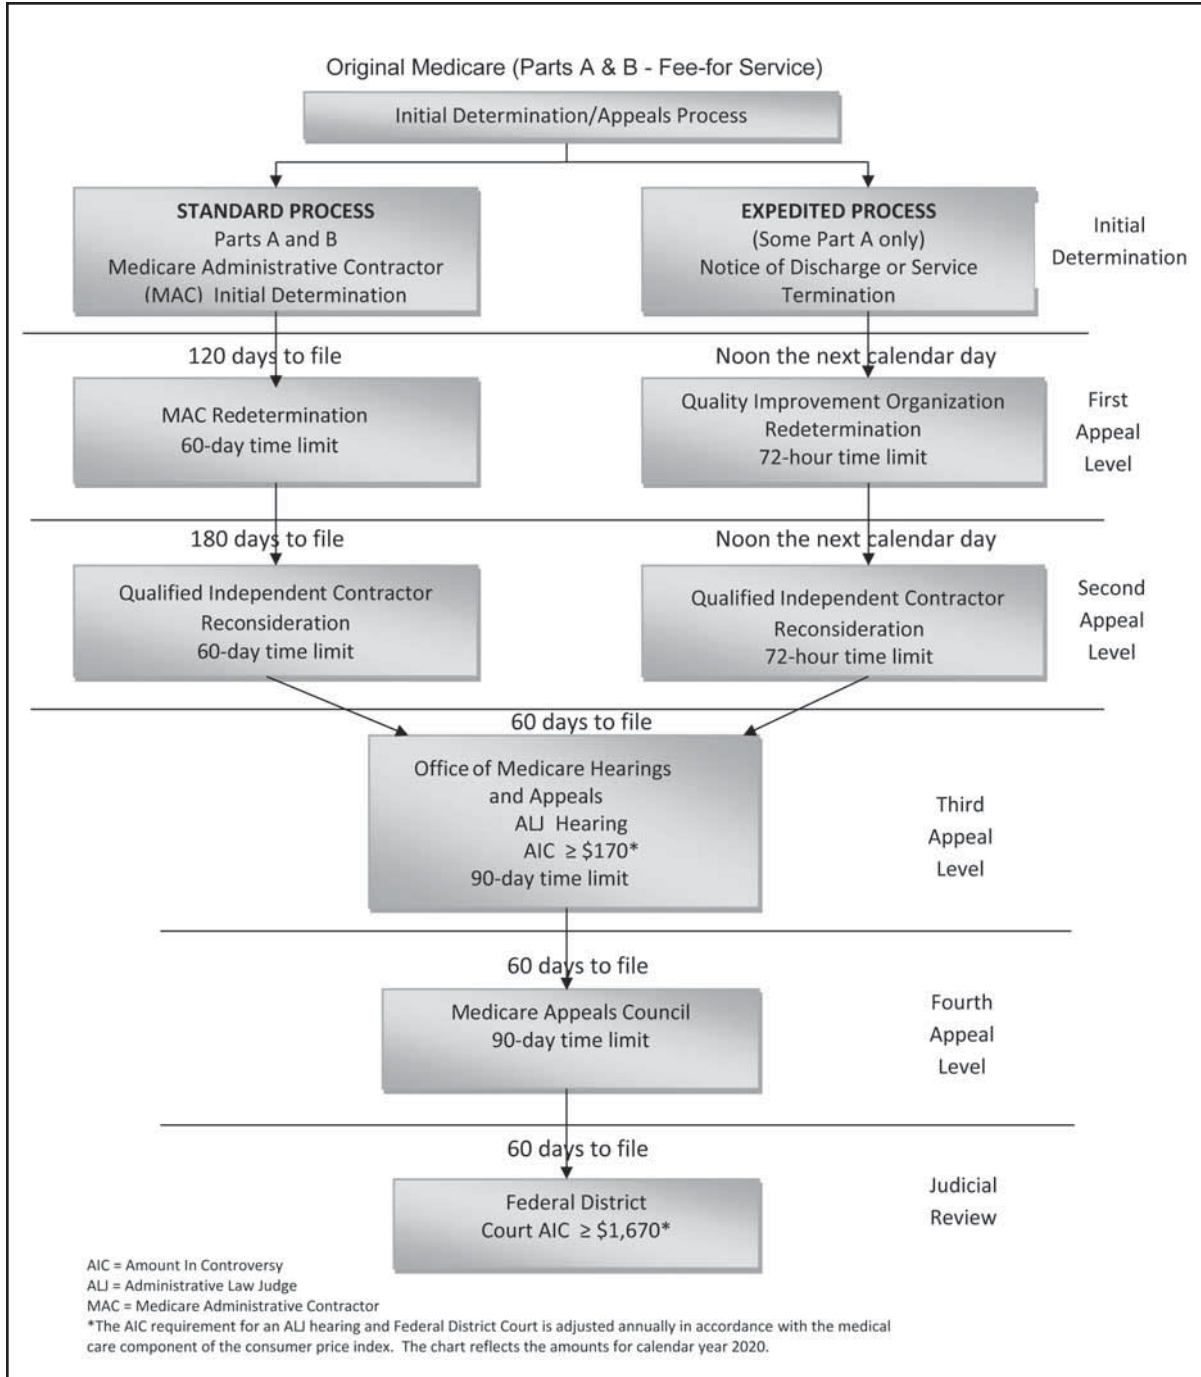 Original Medicare (Parts A & B - Fee-for Service)
Initial Determination/Appeals Process
STANDARD PROCESS
Parts A and B
Medicare Administrative Contractor
(MAC) Initial Determination
EXPEDITED PROCESS
(Some Part A only)
Notice of Discharge or Service
Termination
Initial
Determination
120 days to file
Noon the next calendar day
MAC Redetermination
60-day time limit
Quality Improvement Organization
Redetermination
72-hour time limit
First
Appeal
Level
180 days to file
Noon the next calendar day
Qualified Independent Contractor
Reconsideration
60-day time limit
Qualified Independent Contractor
Reconsideration
72-hour time limit
Second
Appeal
Level
60 days to file
Office of Medicare Hearings
and Appeals
ALJ Hearing
AIC ≥ $170*
90-day time limit
Third
Appeal
Level
60 days to file
Medicare Appeals Council
90-day time limit
Fourth
Appeal
Level
60 days to file
Federal District
Court AIC ≥ $1,670*
Judicial
Review
AIC = Amount In Controversy
ALJ = Administrative Law Judge
MAC = Medicare Administrative Contractor
*The AIC requirement for an ALJ hearing and Federal District Court is adjusted annually in accordance with the medical
care component of the consumer price index. The chart reflects the amounts for calendar year 2020.